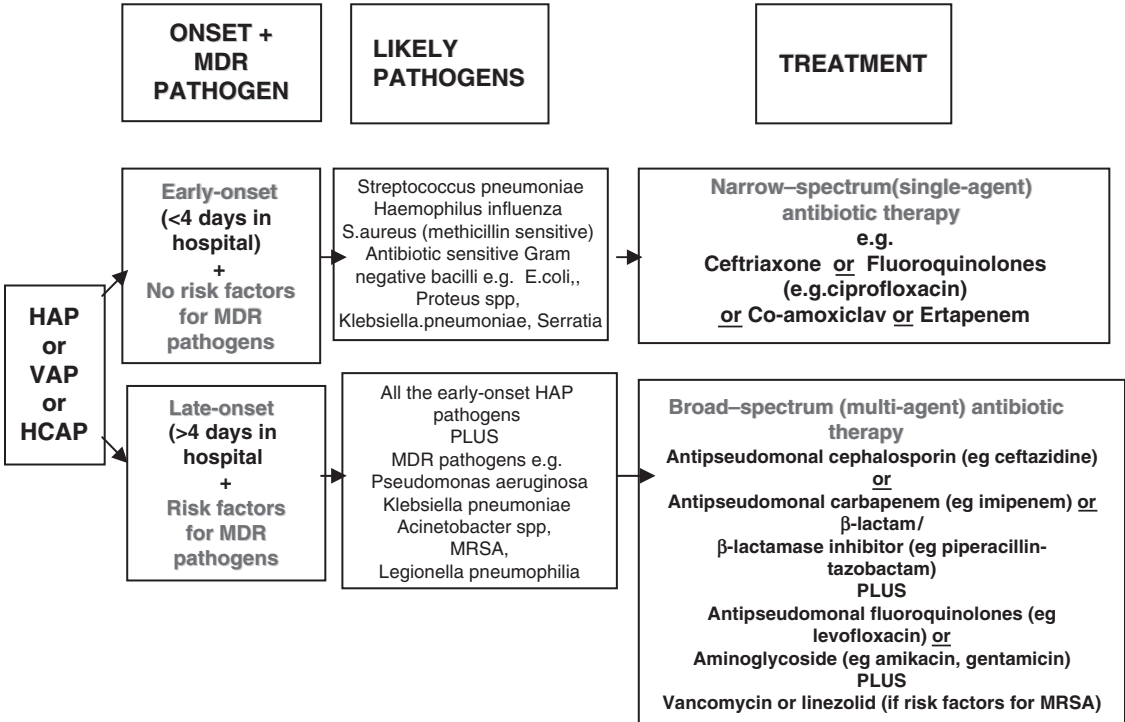 ONSET +
MDR
PATHOGEN
LIKELY
PATHOGENS
TREATMENT
HAP
or
VAP
or
HCAP
Early-onset
(<4 days in
hospital)
+
No risk factors
for MDR
pathogens
Streptococcus pneumoniae
Haemophilus influenza
S.aureus (methicillin sensitive)
Antibiotic sensitive Gram
negative bacilli e.g. E.coli,,
Proteus spp,
Klebsiella.pneumoniae, Serratia
Narrow–spectrum(single-agent)
antibiotic therapy
e.g.
Ceftriaxone or Fluoroquinolones
(e.g.ciprofloxacin)
or Co-amoxiclav or Ertapenem
Late-onset
(>4 days in
hospital
+
Risk factors
for MDR
pathogens
All the early-onset HAP
pathogens
PLUS
MDR pathogens e.g.
Pseudomonas aeruginosa
Klebsiella pneumoniae
Acinetobacter spp,
MRSA,
Legionella pneumophilia
Broad–spectrum (multi-agent) antibiotic
therapy
Antipseudomonal cephalosporin (eg ceftazidine)
or
Antipseudomonal carbapenem (eg imipenem) or
β-lactam/
β-lactamase inhibitor (eg piperacillin-
tazobactam)
PLUS
Antipseudomonal fluoroquinolones (eg
levofloxacin) or
Aminoglycoside (eg amikacin, gentamicin)
PLUS
Vancomycin or linezolid (if risk factors for MRSA)